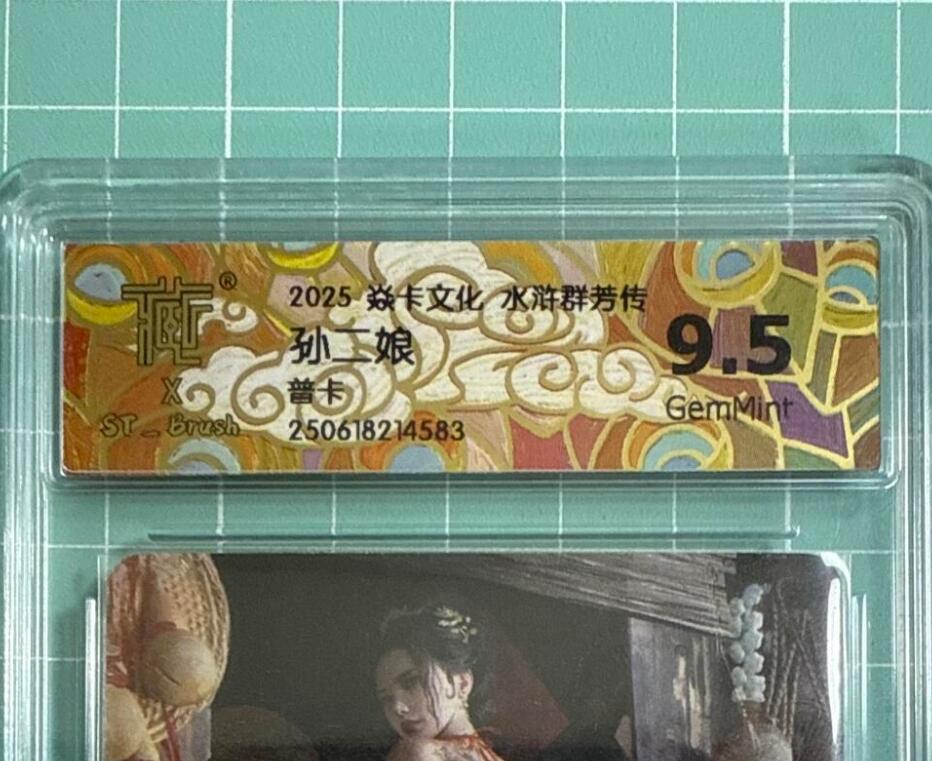 藏®
X
ST_Brush
2025 焱卡文化 水浒群芳传
孙二娘
普卡
250618214583
9.5
GemMint